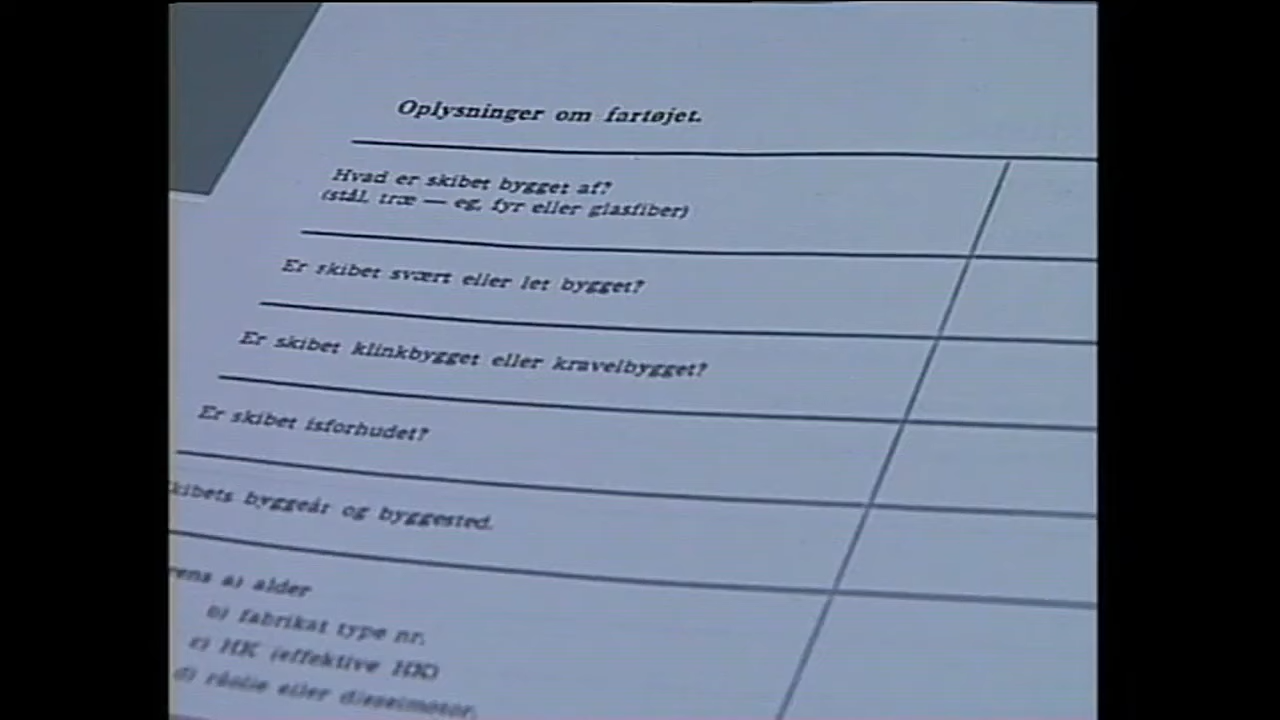 Oplysninger om fartøjet.
Hvad er skibet bygget af?
(stål, træ — eg, fyr eller glasfiber)
Er skibet svært eller let bygget?
Er skibet klinkbygget eller kravelbygget?
Er skibet isforhudet?
kibets byggeår og byggested.
rens a) alder
b) fabrikat type nr.
c) HK (effektive HK)
d) råolie eller dieselmotor.